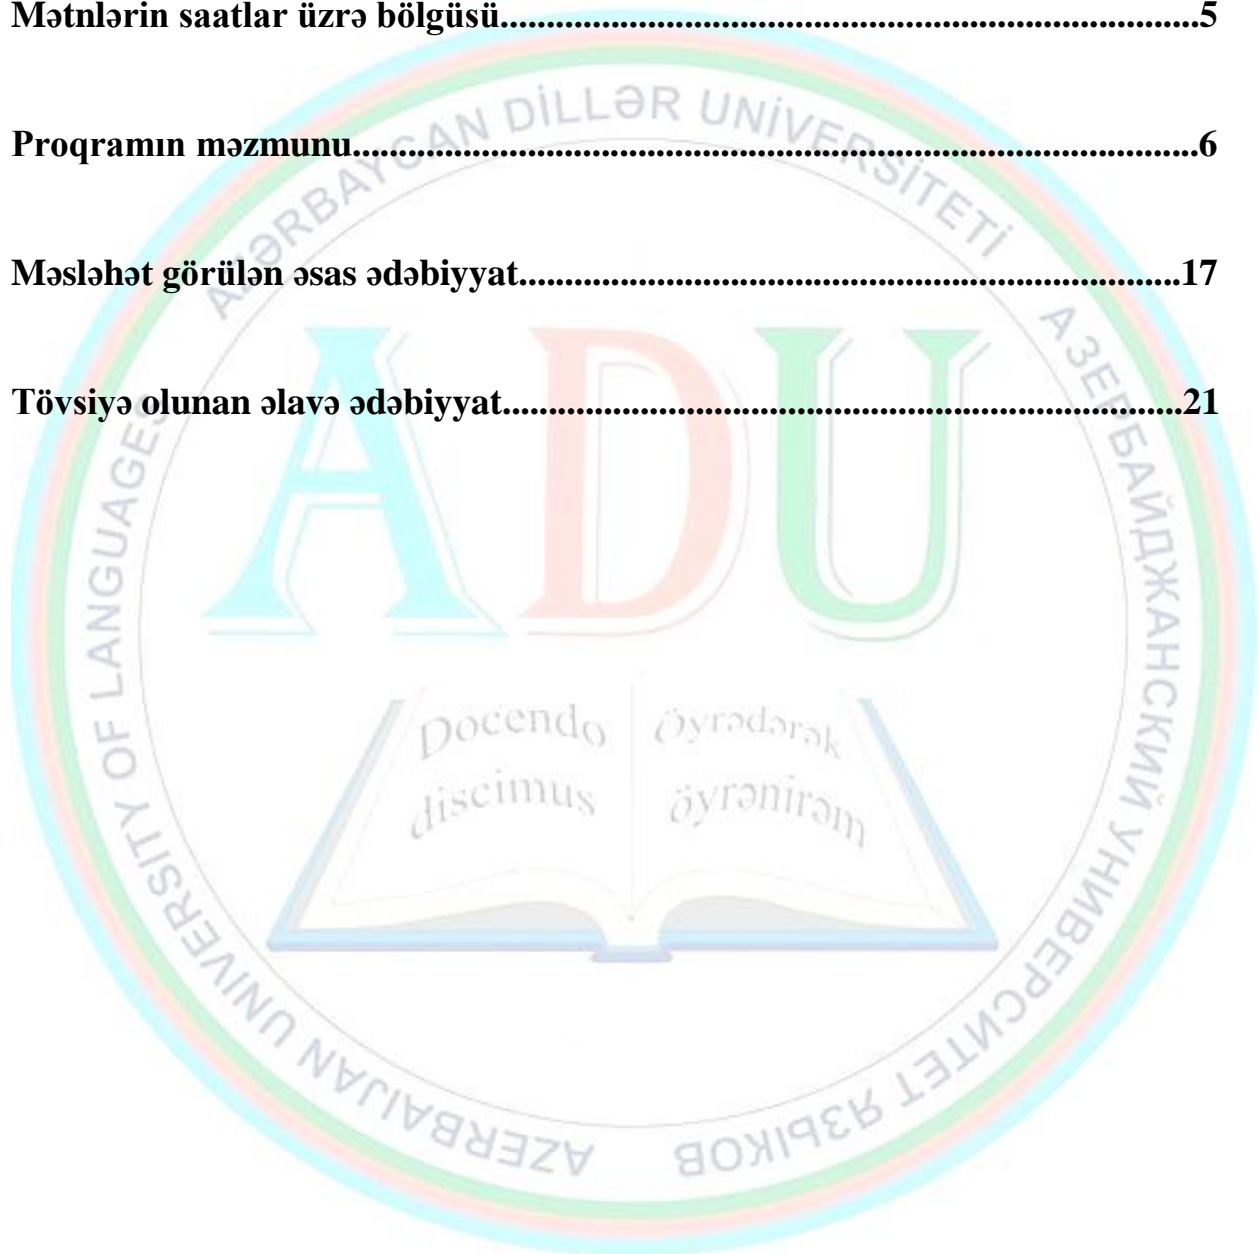 Mətnlərin saatlar üzrə bölgüsü............................................................................5
Proqramın məzmunu............................................................................................6
Məsləhət görülən əsas ədəbiyyat........................................................................17
Tövsiyə olunan əlavə ədəbiyyat..........................................................................21
AZƏRBAYCAN DİLLƏR UNİVERSİTETİ
АЗЕРБАЙДЖАНСКИЙ УНИВЕРСИТЕТ ЯЗЫКОВ
AZERBAIJAN UNIVERSITY OF LANGUAGES
ADU
Docendo
discimus
Öyrədərək
öyrənirəm